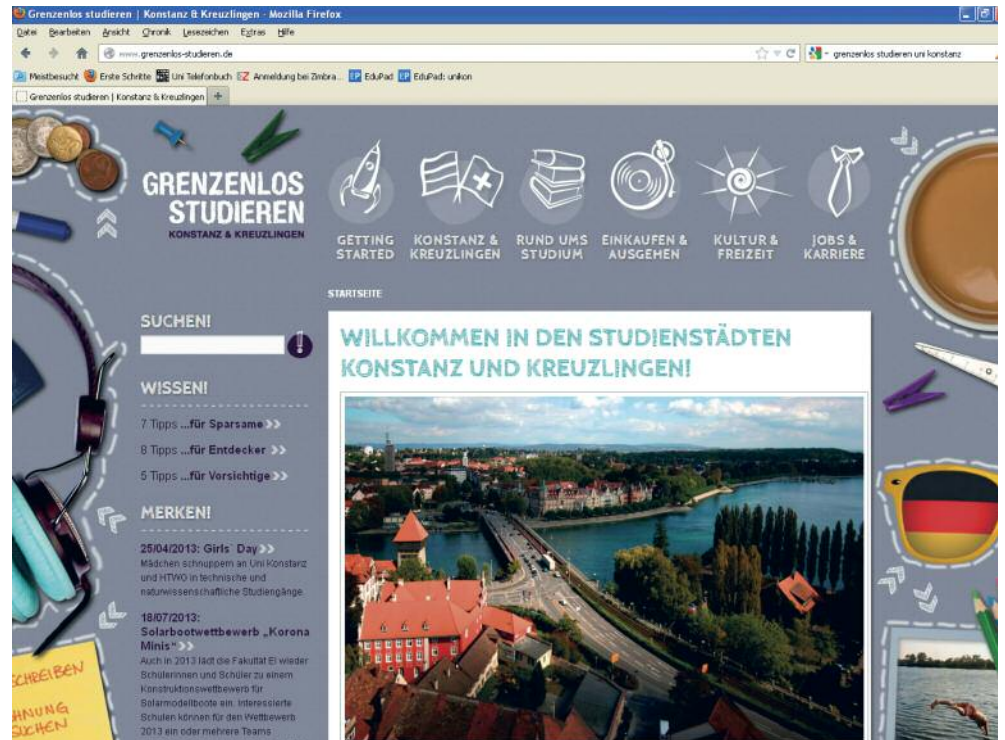 Grenzenlos studieren | Konstanz & Kreuzlingen - Mozilla Firefox
Datei Bearbeiten Ansicht Chronik Lesezeichen Extras Hilfe
www.grenzenlos-studieren.de
grenzenlos studieren uni konstanz
Meistbesucht Erste Schritte Uni Telefonbuch Anmeldung bei Zimbra... EP EduPad EP EduPad: unikon
Grenzenlos studieren | Konstanz & Kreuzlingen +
GRENZENLOS
STUDIEREN
KONSTANZ & KREUZLINGEN
GETTING
STARTED
KONSTANZ &
KREUZLINGEN
RUND UMS
STUDIUM
EINKAUFEN &
AUSGEHEN
KULTUR &
FREIZEIT
JOBS &
KARRIERE
STARTSEITE
SUCHEN!
WISSEN!
7 Tipps ...für Sparsame
8 Tipps ...für Entdecker
5 Tipps ...für Vorsichtige
MERKEN!
25/04/2013: Girls´ Day
Mädchen schnuppern an Uni Konstanz
und HTWG in technische und
naturwissenschaftliche Studiengänge.
18/07/2013:
Solarbootwettbewerb „Korona
Minis“
Auch in 2013 lädt die Fakultät EI wieder
Schülerinnen und Schüler zu einem
Konstruktionswettbewerb für
Solarmodellboote ein. Interessierte
Schulen können für den Wettbewerb
2013 ein oder mehrere Teams
WILLKOMMEN IN DEN STUDIENSTÄDTEN
KONSTANZ UND KREUZLINGEN!
SCHREIBEN
HNUNG
SUCHEN